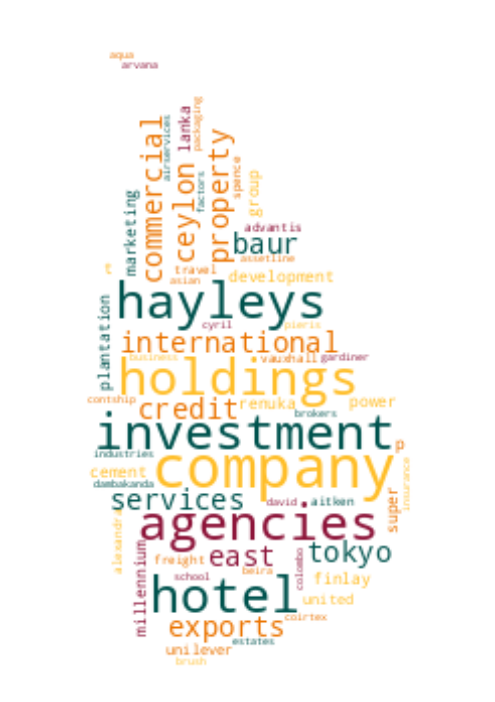 aqua
arvana
packaging
lanka
airservices
commercial
property
ceylon
spence
factors
group
marketing
advantis
baur
assetline
r
travel
asian
development
hayleys
plantation
cyril
pieris
international
business
vauxhall
gardiner
holdings
contship
credit
renuka
power
brokers
investment
p
industries
company
cement
insurance
dambakanda
services
david
aitken
super
alexandra
agencies
millennium
east
tokyo
freight
colombo
beira
school
finlay
hotel
united
coirtex
exports
estates
unilever
brush